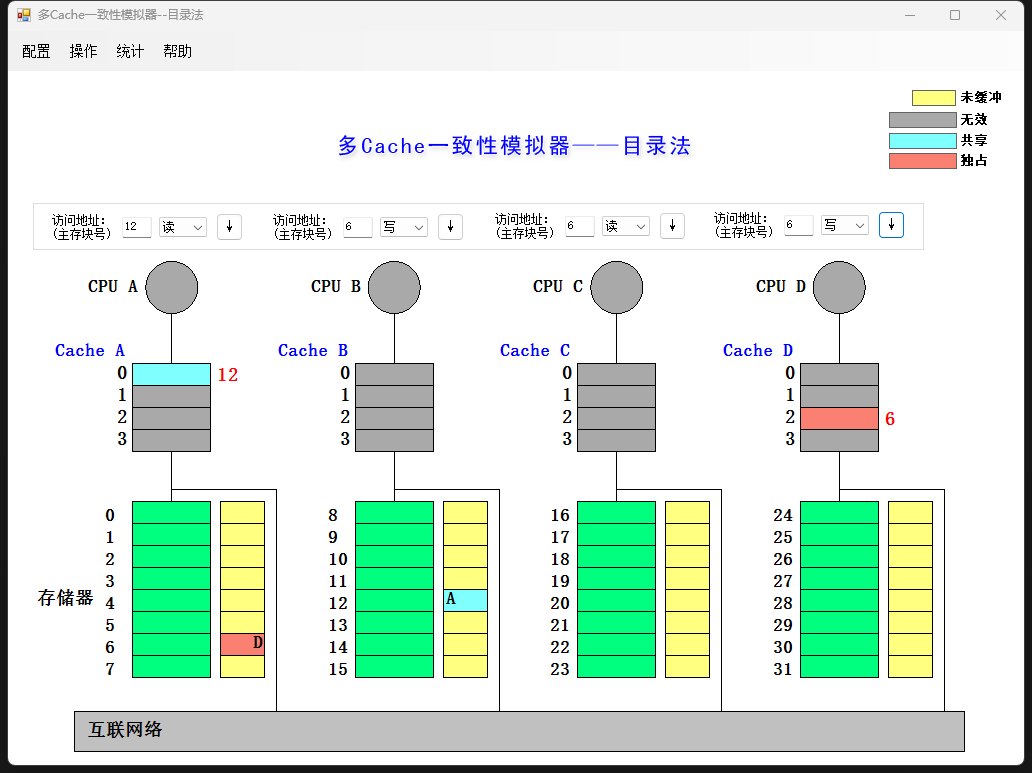 多Cache一致性模拟器--目录法
配置 操作 统计 帮助
未缓冲
无效
共享
独占
多Cache一致性模拟器——目录法
访问地址:
(主存块号) 12 读 ↓
访问地址:
(主存块号) 6 写 ↓
访问地址:
(主存块号) 6 读 ↓
访问地址:
(主存块号) 6 写 ↓
CPU A CPU B CPU C CPU D
Cache A Cache B Cache C Cache D
0 12 0 0 0
1 1 1 1
2 2 2 2 6
3 3 3 3
0 8 16 24
1 9 17 25
2 10 18 26
3 11 19 27
存储器 4 12 A 20 28
5 13 21 29
6 D 14 22 30
7 15 23 31
互联网络